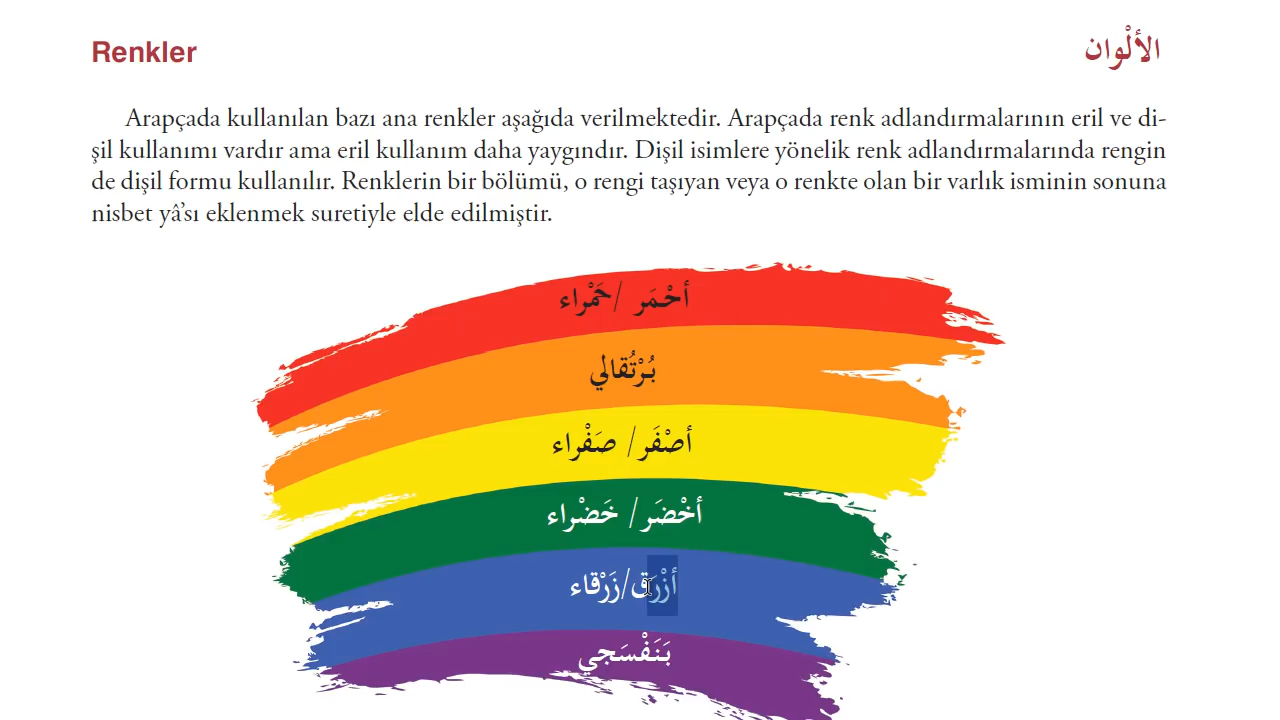 Renkler
الألْوان
Arapçada kullanılan bazı ana renkler aşağıda verilmektedir. Arapçada renk adlandırmalarının eril ve di-
şil kullanımı vardır ama eril kullanım daha yaygındır. Dişil isimlere yönelik renk adlandırmalarında rengin
de dişil formu kullanılır. Renklerin bir bölümü, o rengi taşıyan veya o renkte olan bir varlık isminin sonuna
nisbet yâ’sı eklenmek suretiyle elde edilmiştir.
أحْمَر /حَمْراء
بُرْتُقالي
أصْفَر/ صَفْراء
أخْضَر/ خَضْراء
أزْرَق/زَرْقاء
بَنَفْسَجي